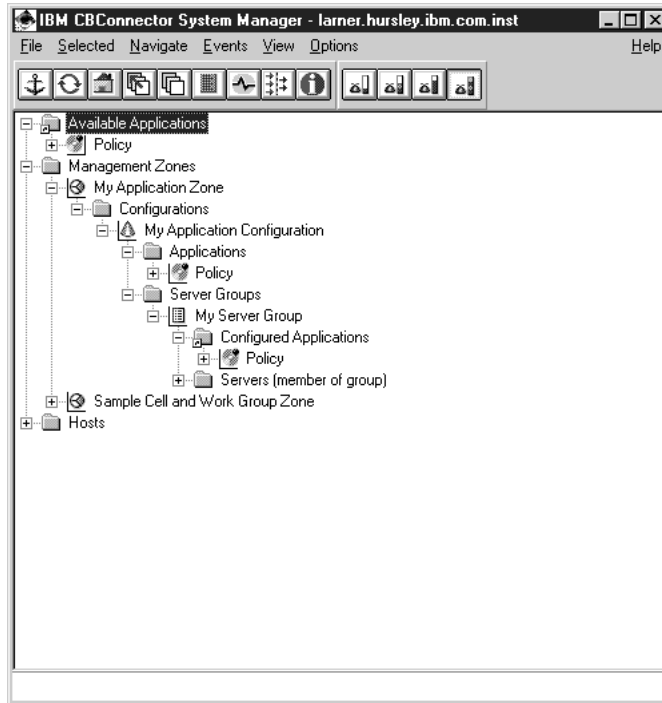 IBM CBConnector System Manager - larner.hursley.ibm.com.inst
File Selected Navigate Events View Options Help
Available Applications
Policy
Management Zones
My Application Zone
Configurations
My Application Configuration
Applications
Policy
Server Groups
My Server Group
Configured Applications
Policy
Servers (member of group)
Sample Cell and Work Group Zone
Hosts